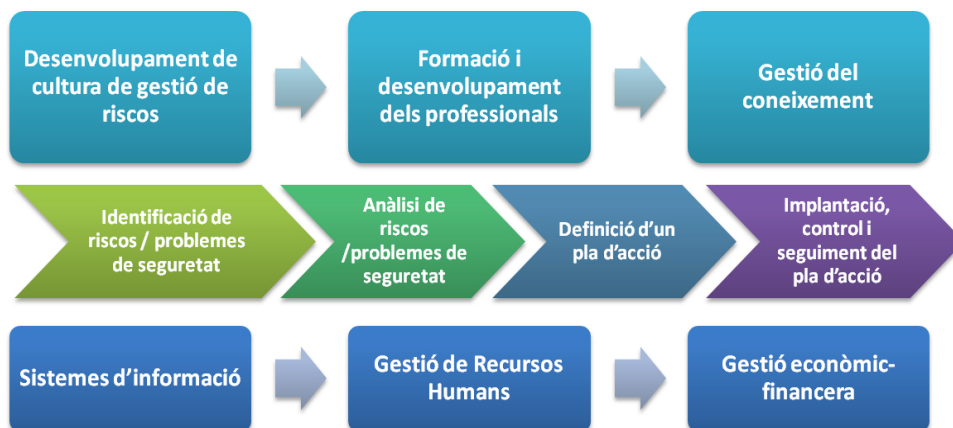 Desenvolupament de
cultura de gestió de
riscos
Formació i
desenvolupament
dels professionals
Gestió del
coneixement
Identificació de
riscos / problemes
de seguretat
Anàlisi de
riscos
/problemes de
seguretat
Definició d’un
pla d’acció
Implantació,
control i
seguiment del
pla d’acció
Sistemes d’informació
Gestió de Recursos
Humans
Gestió econòmic-
financera